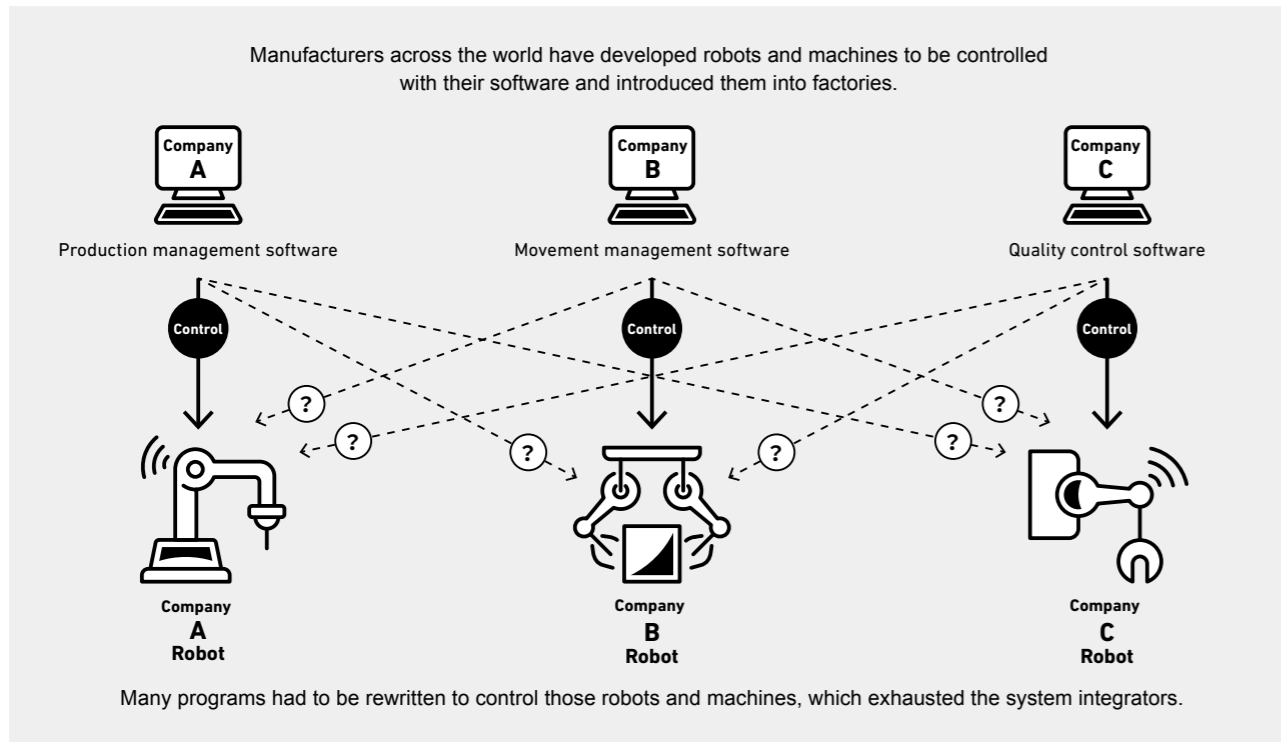 Manufacturers across the world have developed robots and machines to be controlled
with their software and introduced them into factories.
Company
A
Company
B
Company
C
Production management software
Movement management software
Quality control software
Control
Control
Control
?
?
?
?
?
?
Company
A
Robot
Company
B
Robot
Company
C
Robot
Many programs had to be rewritten to control those robots and machines, which exhausted the system integrators.